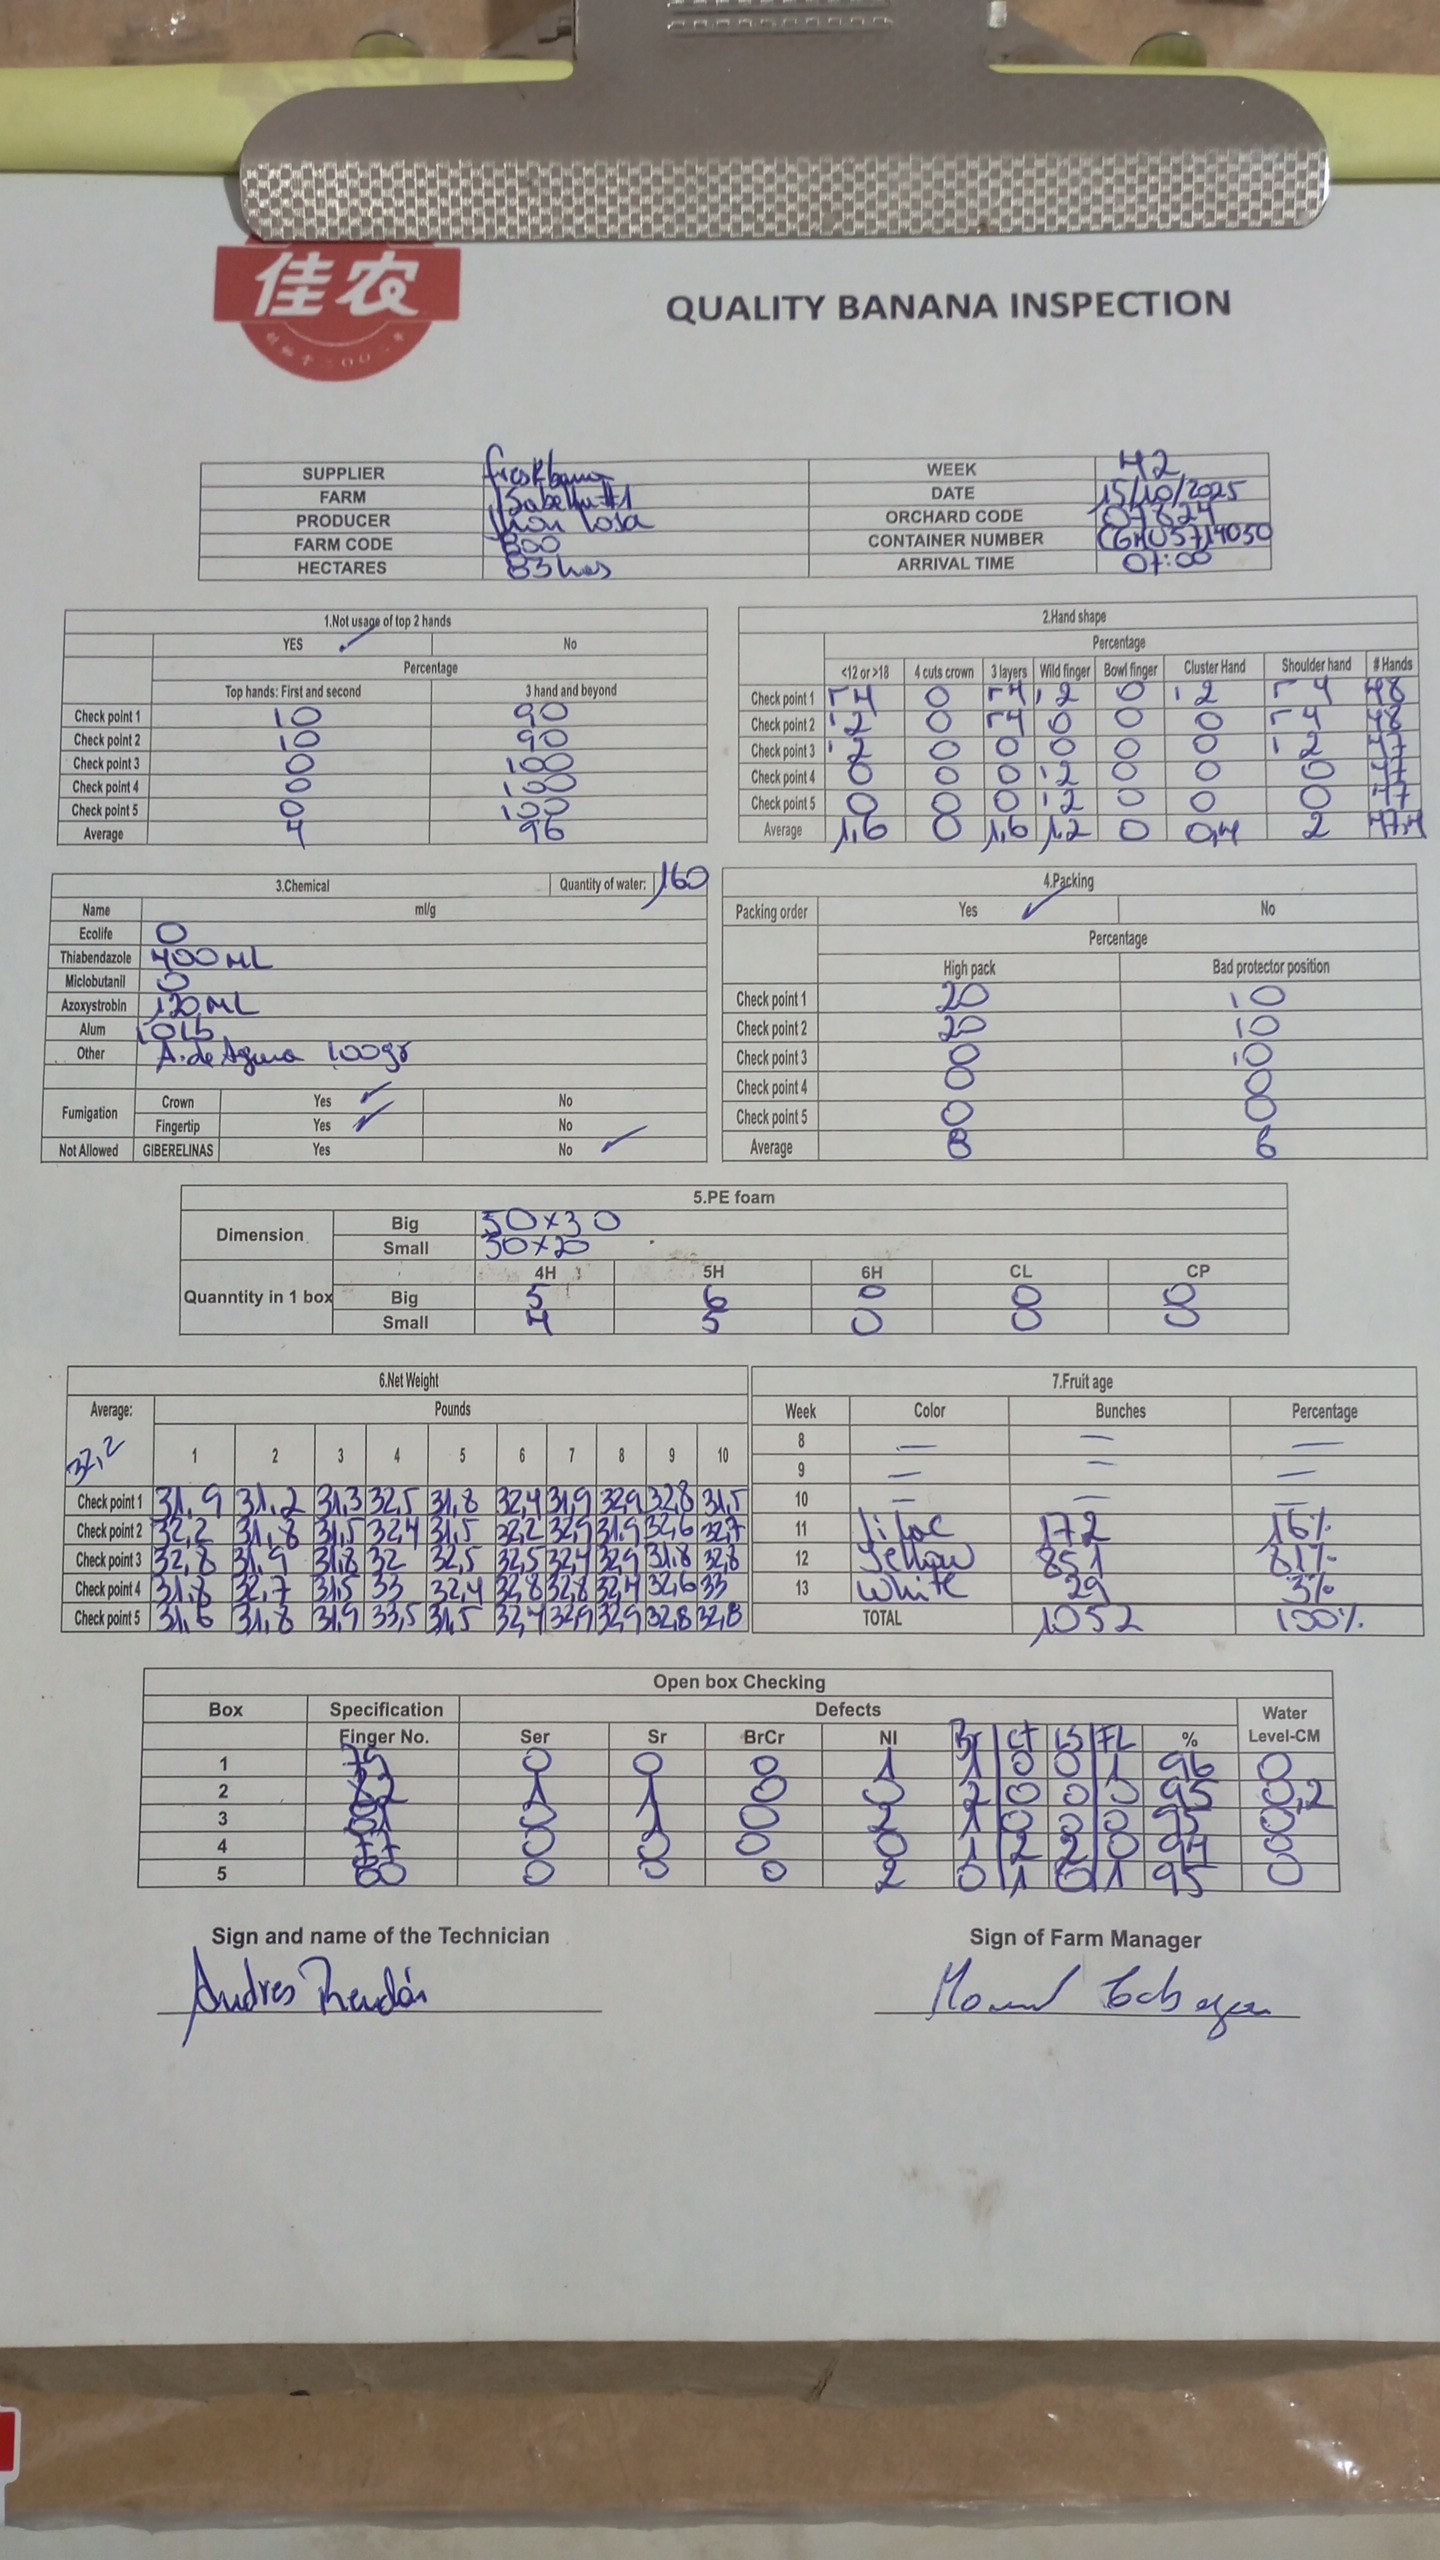 佳农
QUALITY BANANA INSPECTION
SUPPLIER freskbana WEEK 42
FARM Isabella #1 DATE 15/10/2025
PRODUCER Jhon Loja ORCHARD CODE 04824
FARM CODE 300 CONTAINER NUMBER CGMU5714050
HECTARES 83 has ARRIVAL TIME 07:00
1.Not usage of top 2 hands
YES ✓ No
Percentage
Top hands: First and second 3 hand and beyond
Check point 1 10 90
Check point 2 10 90
Check point 3 0 100
Check point 4 0 100
Check point 5 0 100
Average 4 96
2.Hand shape
Percentage
<12 or >18 4 cuts crown 3 layers Wild finger Bowl finger Cluster Hand Shoulder hand # Hands
Check point 1 4 0 4 2 0 2 4 48
Check point 2 2 0 4 0 0 0 4 48
Check point 3 2 0 0 0 0 0 2 47
Check point 4 0 0 0 2 0 0 0 47
Check point 5 0 0 0 2 0 0 0 47
Average 1,6 0 1,6 1,2 0 0,4 2 47,4
3.Chemical Quantity of water: 160
Name ml/g
Ecolife 0
Thiabendazole 400 mL
Miclobutanil 0
Azoxystrobin 120 mL
Alum 10 Lb
Other A. de Agua 100gr
Fumigation Crown Yes ✓ No
Fingertip Yes ✓ No
Not Allowed GIBERELINAS Yes No ✓
4.Packing
Packing order Yes ✓ No
Percentage
High pack Bad protector position
Check point 1 20 10
Check point 2 20 10
Check point 3 0 10
Check point 4 0 0
Check point 5 0 0
Average 8 6
5.PE foam
Dimension Big 50x30
Small 50x20
4H 5H 6H CL CP
Quanntity in 1 box Big 5 6 0 0 0
Small 4 5 0 0 0
6.Net Weight
Average: Pounds
32,2 1 2 3 4 5 6 7 8 9 10
Check point 1 31,9 31,2 31,3 32,5 31,8 32,4 31,9 32,9 32,8 31,5
Check point 2 32,2 31,8 31,5 32,4 31,5 32,2 32,9 31,9 32,6 32,7
Check point 3 32,8 31,9 31,8 32 32,5 32,5 32,4 32,9 31,8 32,8
Check point 4 31,8 32,7 31,5 33 32,4 32,8 32,8 32,4 32,6 33
Check point 5 31,6 31,8 31,9 33,5 31,5 32,4 32,9 32,9 32,8 32,8
7.Fruit age
Week Color Bunches Percentage
8 — — —
9 — — —
10 — — —
11 lilac 172 16%
12 Yellow 851 81%
13 White 29 3%
TOTAL 1052 100%
Open box Checking
Box Specification Defects Water
Finger No. Ser Sr BrCr NI Br CF LS FL % Level-CM
1 79 0 0 0 1 1 0 0 1 96 0
2 82 1 1 0 0 2 0 0 0 95 0,2
3 81 0 1 0 2 1 0 0 0 95 0
4 77 0 0 0 0 1 2 2 0 94 0
5 80 0 0 0 2 0 1 0 1 95 0
Sign and name of the Technician Sign of Farm Manager
Andres Rendón